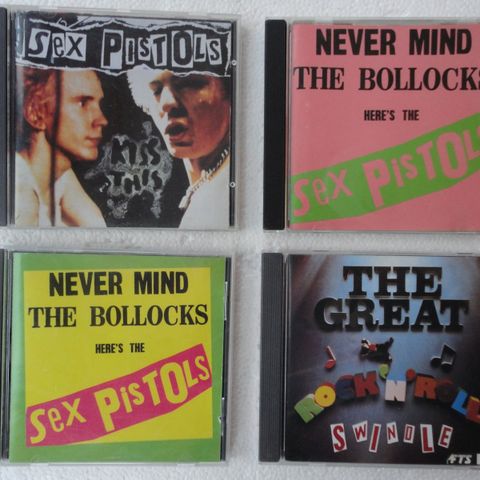 SEX PISTOLS
KISS
THIS
NEVER MIND
THE BOLLOCKS
HERE'S THE
SEX PISTOLS
NEVER MIND
THE BOLLOCKS
HERE'S THE
SEX PISTOLS
THE
GREAT
ROCK 'N' ROLL
SWINDLE